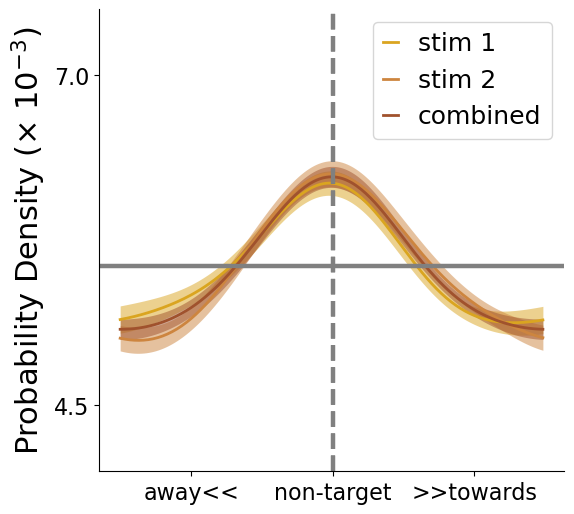 Probability Density (× 10⁻³)
7.0
4.5
stim 1
stim 2
combined
away<< non-target >>towards